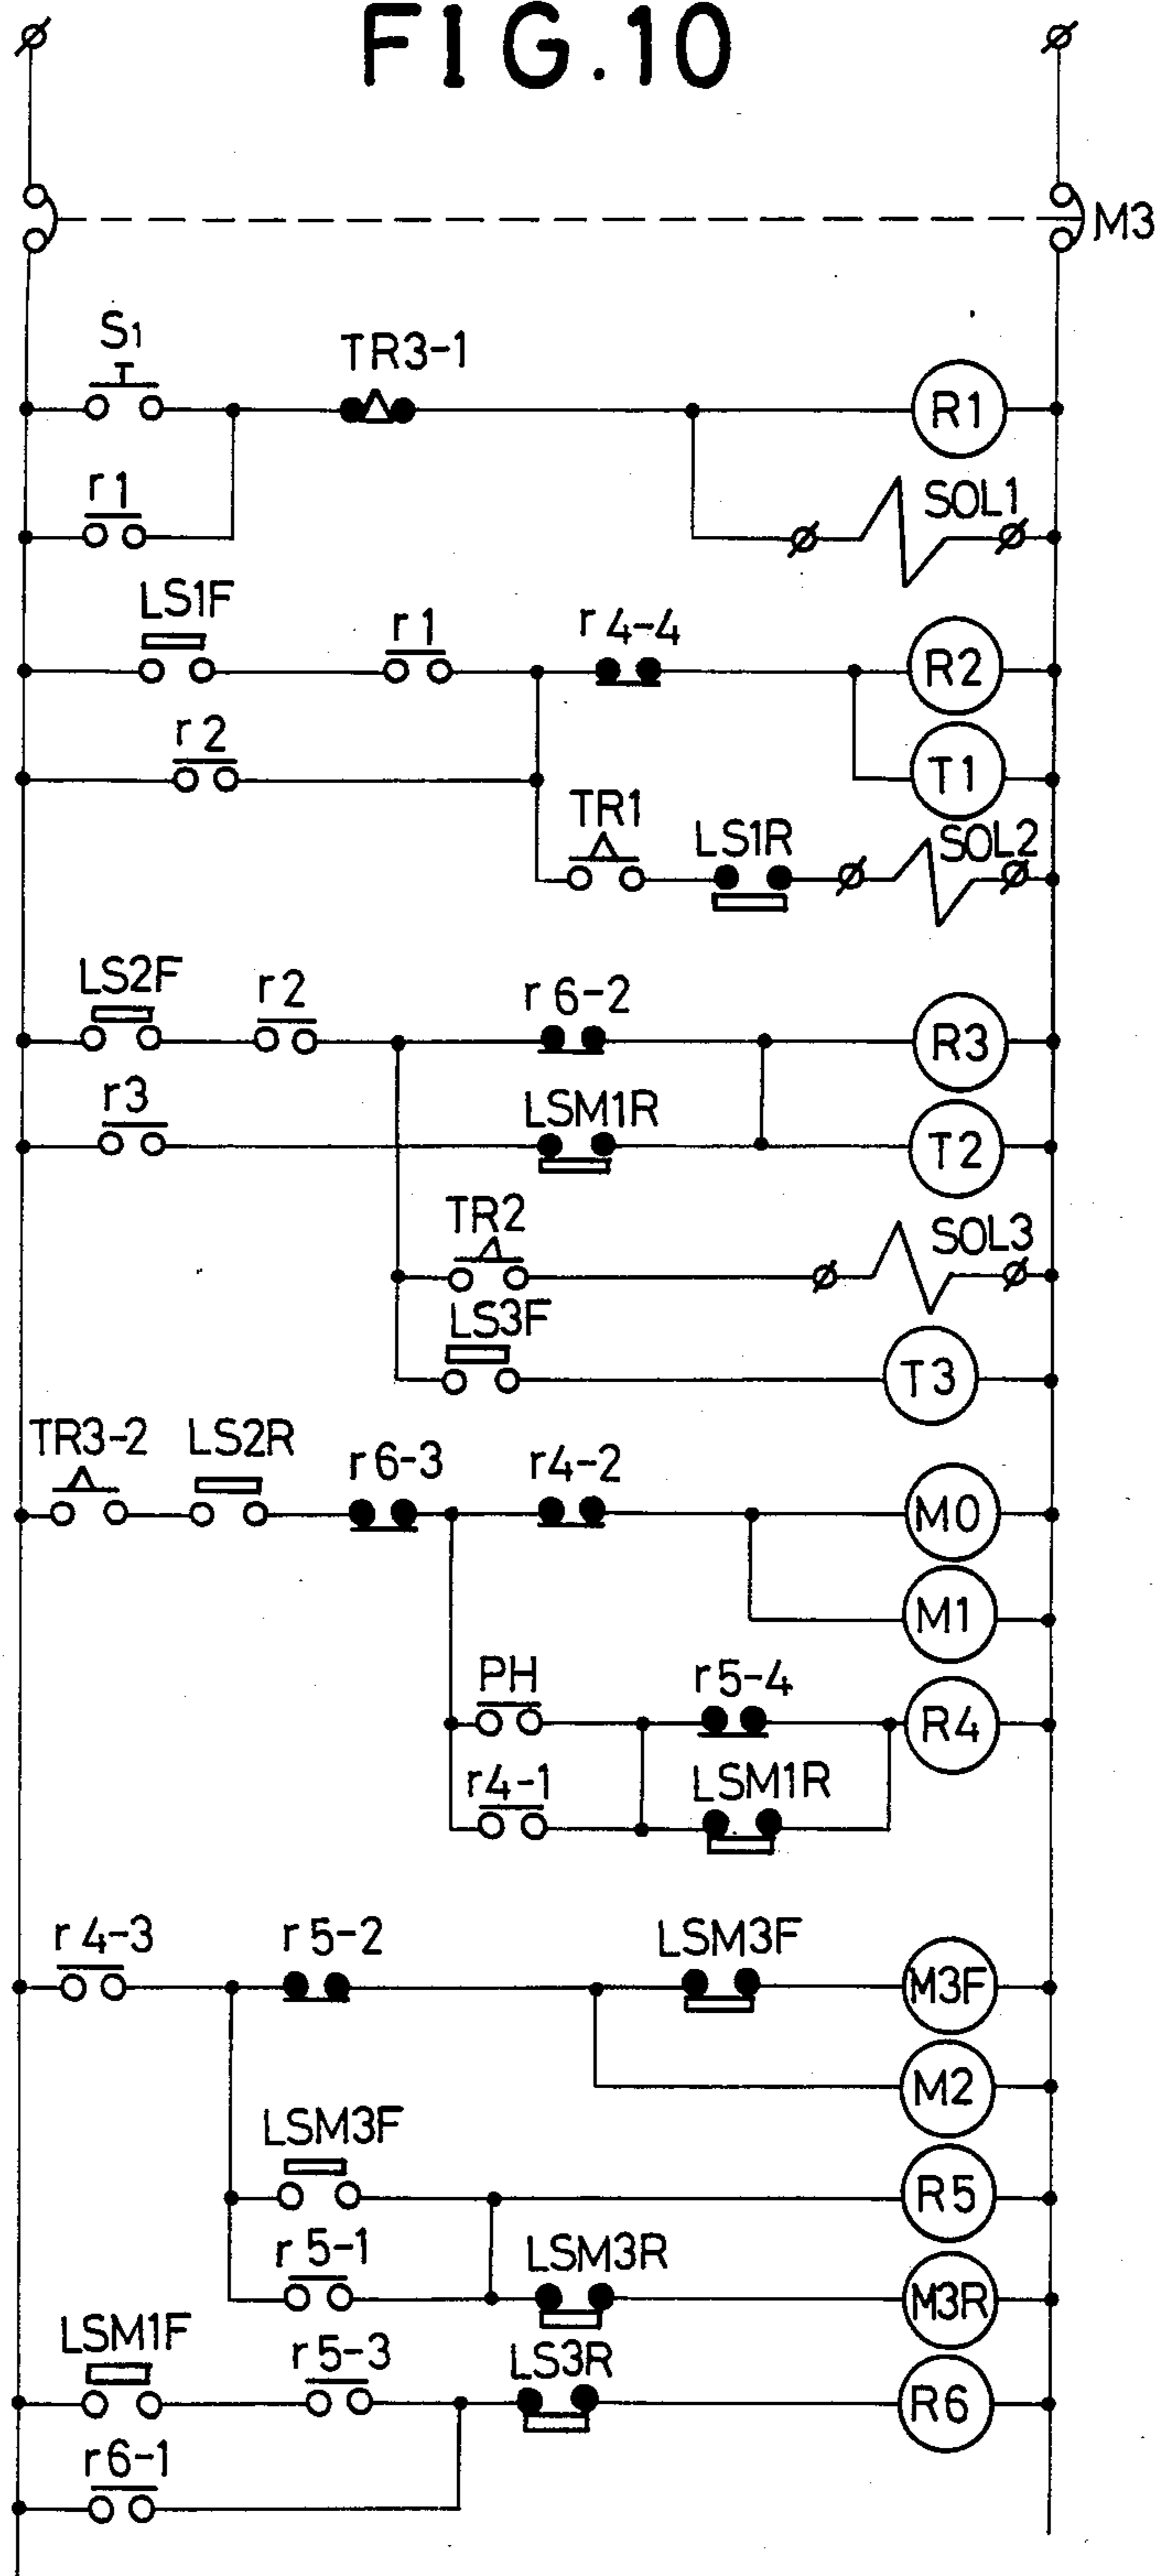 FIG.10
M3
S1
TR3-1
R1
r1
SOL1
LS1F
r1
r4-4
R2
r2
T1
TR1
LS1R
SOL2
LS2F
r2
r6-2
R3
r3
LSM1R
T2
TR2
SOL3
LS3F
T3
TR3-2
LS2R
r6-3
r4-2
M0
M1
PH
r5-4
R4
r4-1
LSM1R
r4-3
r5-2
LSM3F
M3F
M2
LSM3F
R5
r5-1
LSM3R
M3R
LSM1F
r5-3
LS3R
R6
r6-1